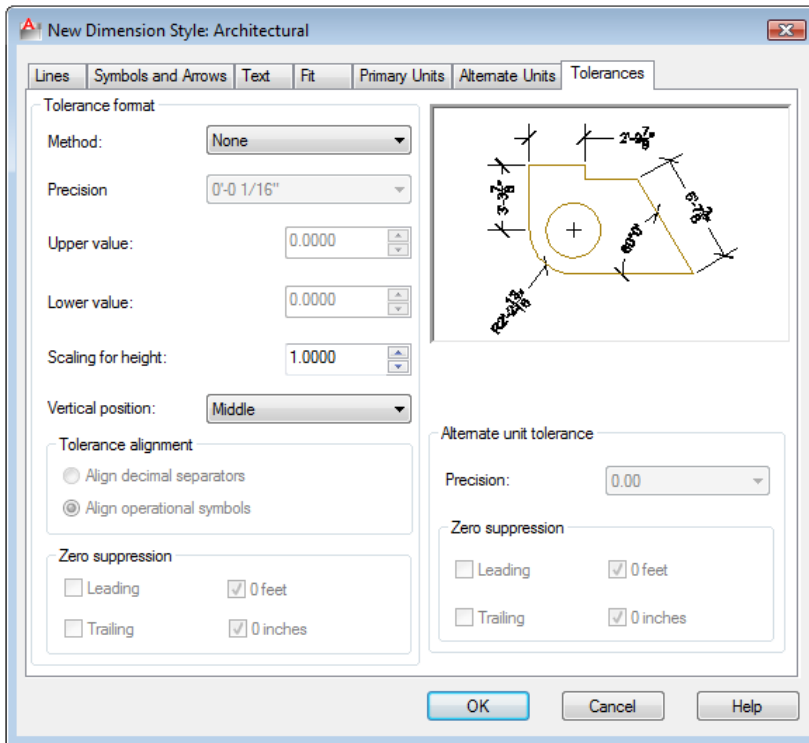 New Dimension Style: Architectural
Lines Symbols and Arrows Text Fit Primary Units Alternate Units Tolerances
Tolerance format
Method: None
Precision 0'-0 1/16"
Upper value: 0.0000
Lower value: 0.0000
Scaling for height: 1.0000
Vertical position: Middle
Tolerance alignment
Align decimal separators
Align operational symbols
Zero suppression
Leading 0 feet
Trailing 0 inches
60°0'
Alternate unit tolerance
Precision: 0.00
Zero suppression
Leading 0 feet
Trailing 0 inches
OK Cancel Help